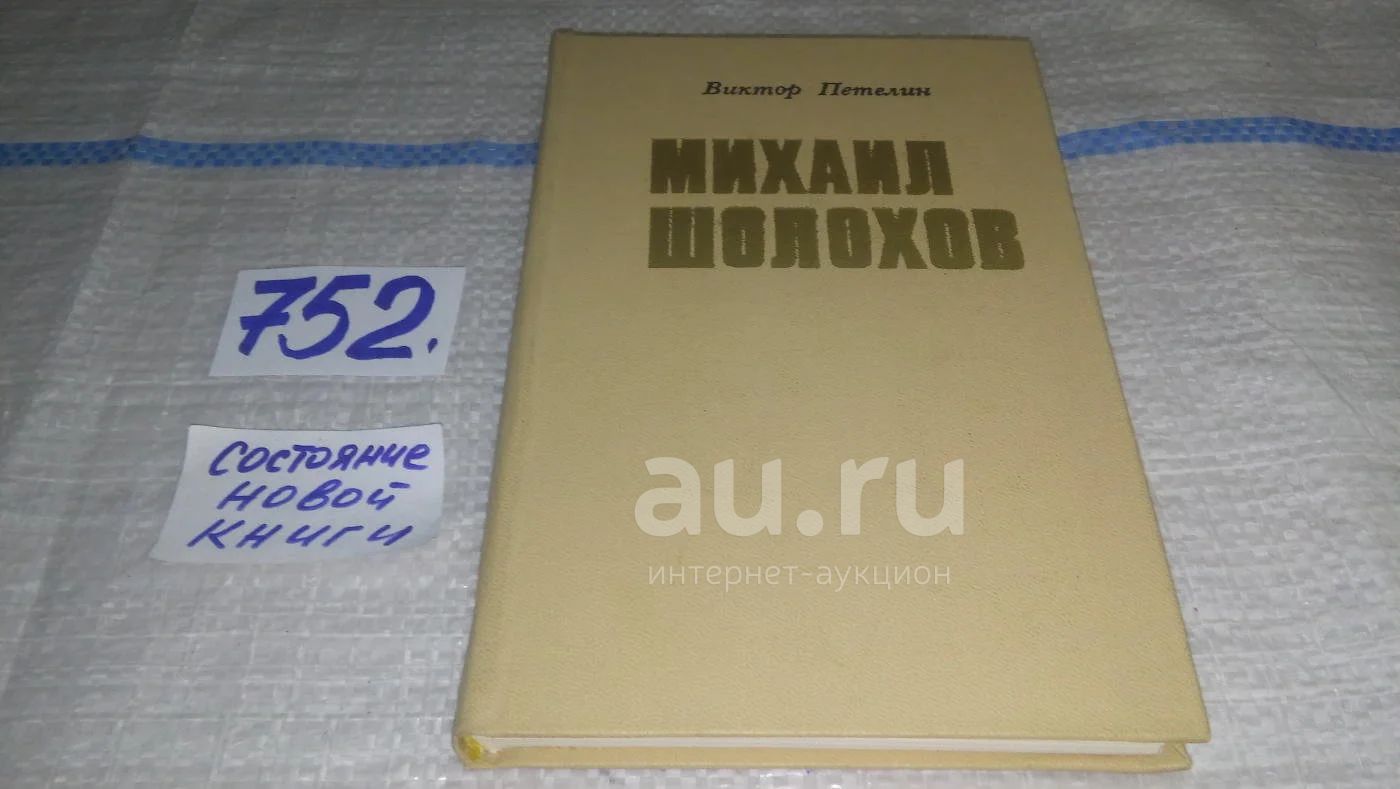 Виктор Петелин
МИХАИЛ
ШОЛОХОВ
752.
Состояние
новой
книги
au.ru
интернет-аукцион